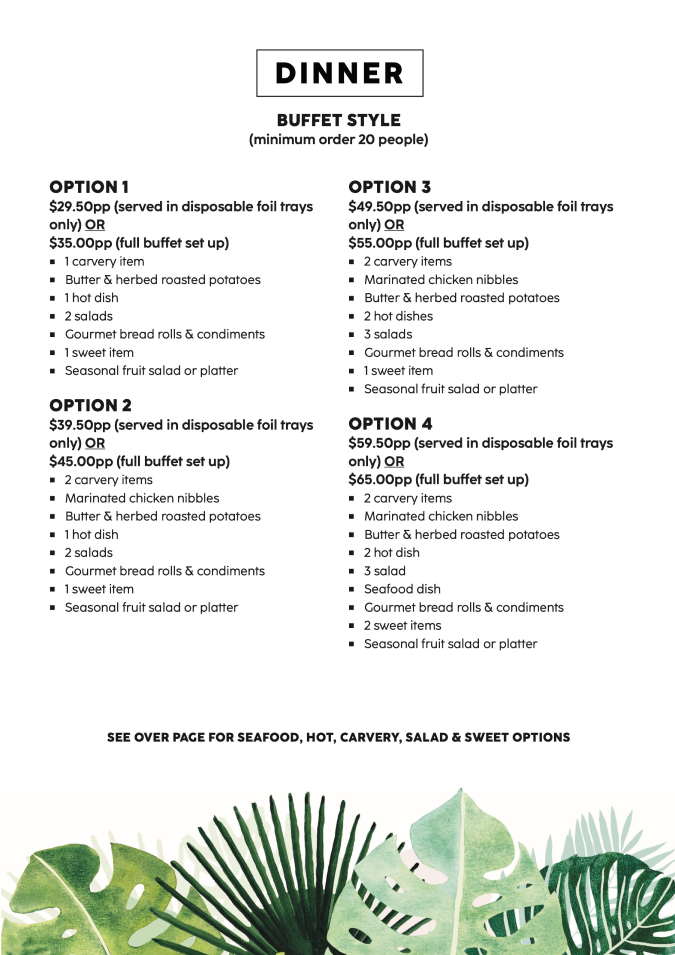 DINNER
BUFFET STYLE
(minimum order 20 people)
OPTION 1
$29.50pp (served in disposable foil trays
only) OR
$35.00pp (full buffet set up)
▪ 1 carvery item
▪ Butter & herbed roasted potatoes
▪ 1 hot dish
▪ 2 salads
▪ Gourmet bread rolls & condiments
▪ 1 sweet item
▪ Seasonal fruit salad or platter
OPTION 2
$39.50pp (served in disposable foil trays
only) OR
$45.00pp (full buffet set up)
▪ 2 carvery items
▪ Marinated chicken nibbles
▪ Butter & herbed roasted potatoes
▪ 1 hot dish
▪ 2 salads
▪ Gourmet bread rolls & condiments
▪ 1 sweet item
▪ Seasonal fruit salad or platter
OPTION 3
$49.50pp (served in disposable foil trays
only) OR
$55.00pp (full buffet set up)
▪ 2 carvery items
▪ Marinated chicken nibbles
▪ Butter & herbed roasted potatoes
▪ 2 hot dishes
▪ 3 salads
▪ Gourmet bread rolls & condiments
▪ 1 sweet item
▪ Seasonal fruit salad or platter
OPTION 4
$59.50pp (served in disposable foil trays
only) OR
$65.00pp (full buffet set up)
▪ 2 carvery items
▪ Marinated chicken nibbles
▪ Butter & herbed roasted potatoes
▪ 2 hot dish
▪ 3 salad
▪ Seafood dish
▪ Gourmet bread rolls & condiments
▪ 2 sweet items
▪ Seasonal fruit salad or platter
SEE OVER PAGE FOR SEAFOOD, HOT, CARVERY, SALAD & SWEET OPTIONS